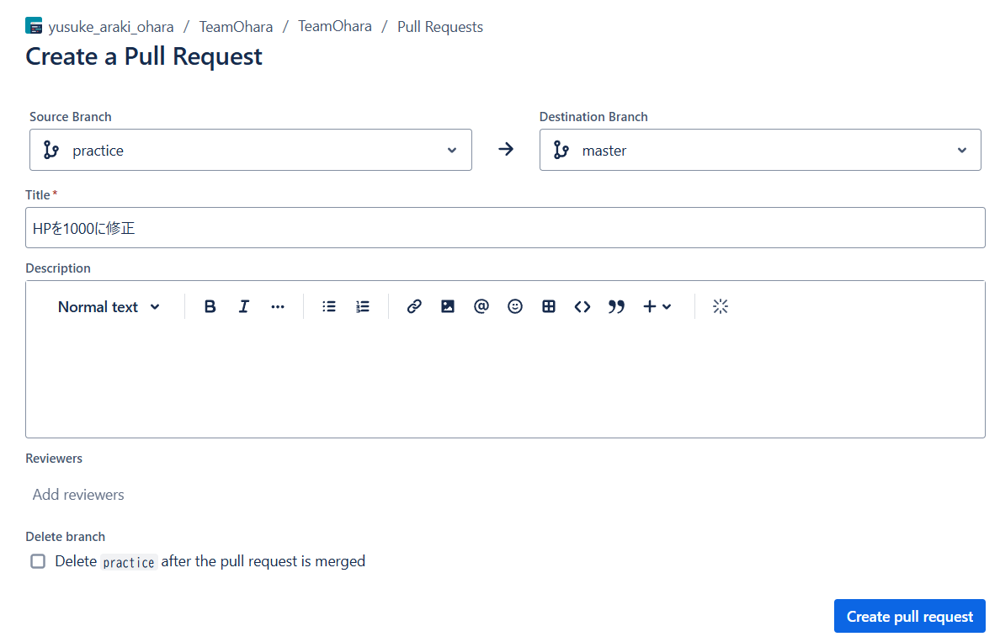 yusuke_araki_ohara / TeamOhara / TeamOhara / Pull Requests
Create a Pull Request
Source Branch
practice
Destination Branch
master
Title*
HPを1000に修正
Description
Normal text
Reviewers
Add reviewers
Delete branch
Delete practice after the pull request is merged
Create pull request